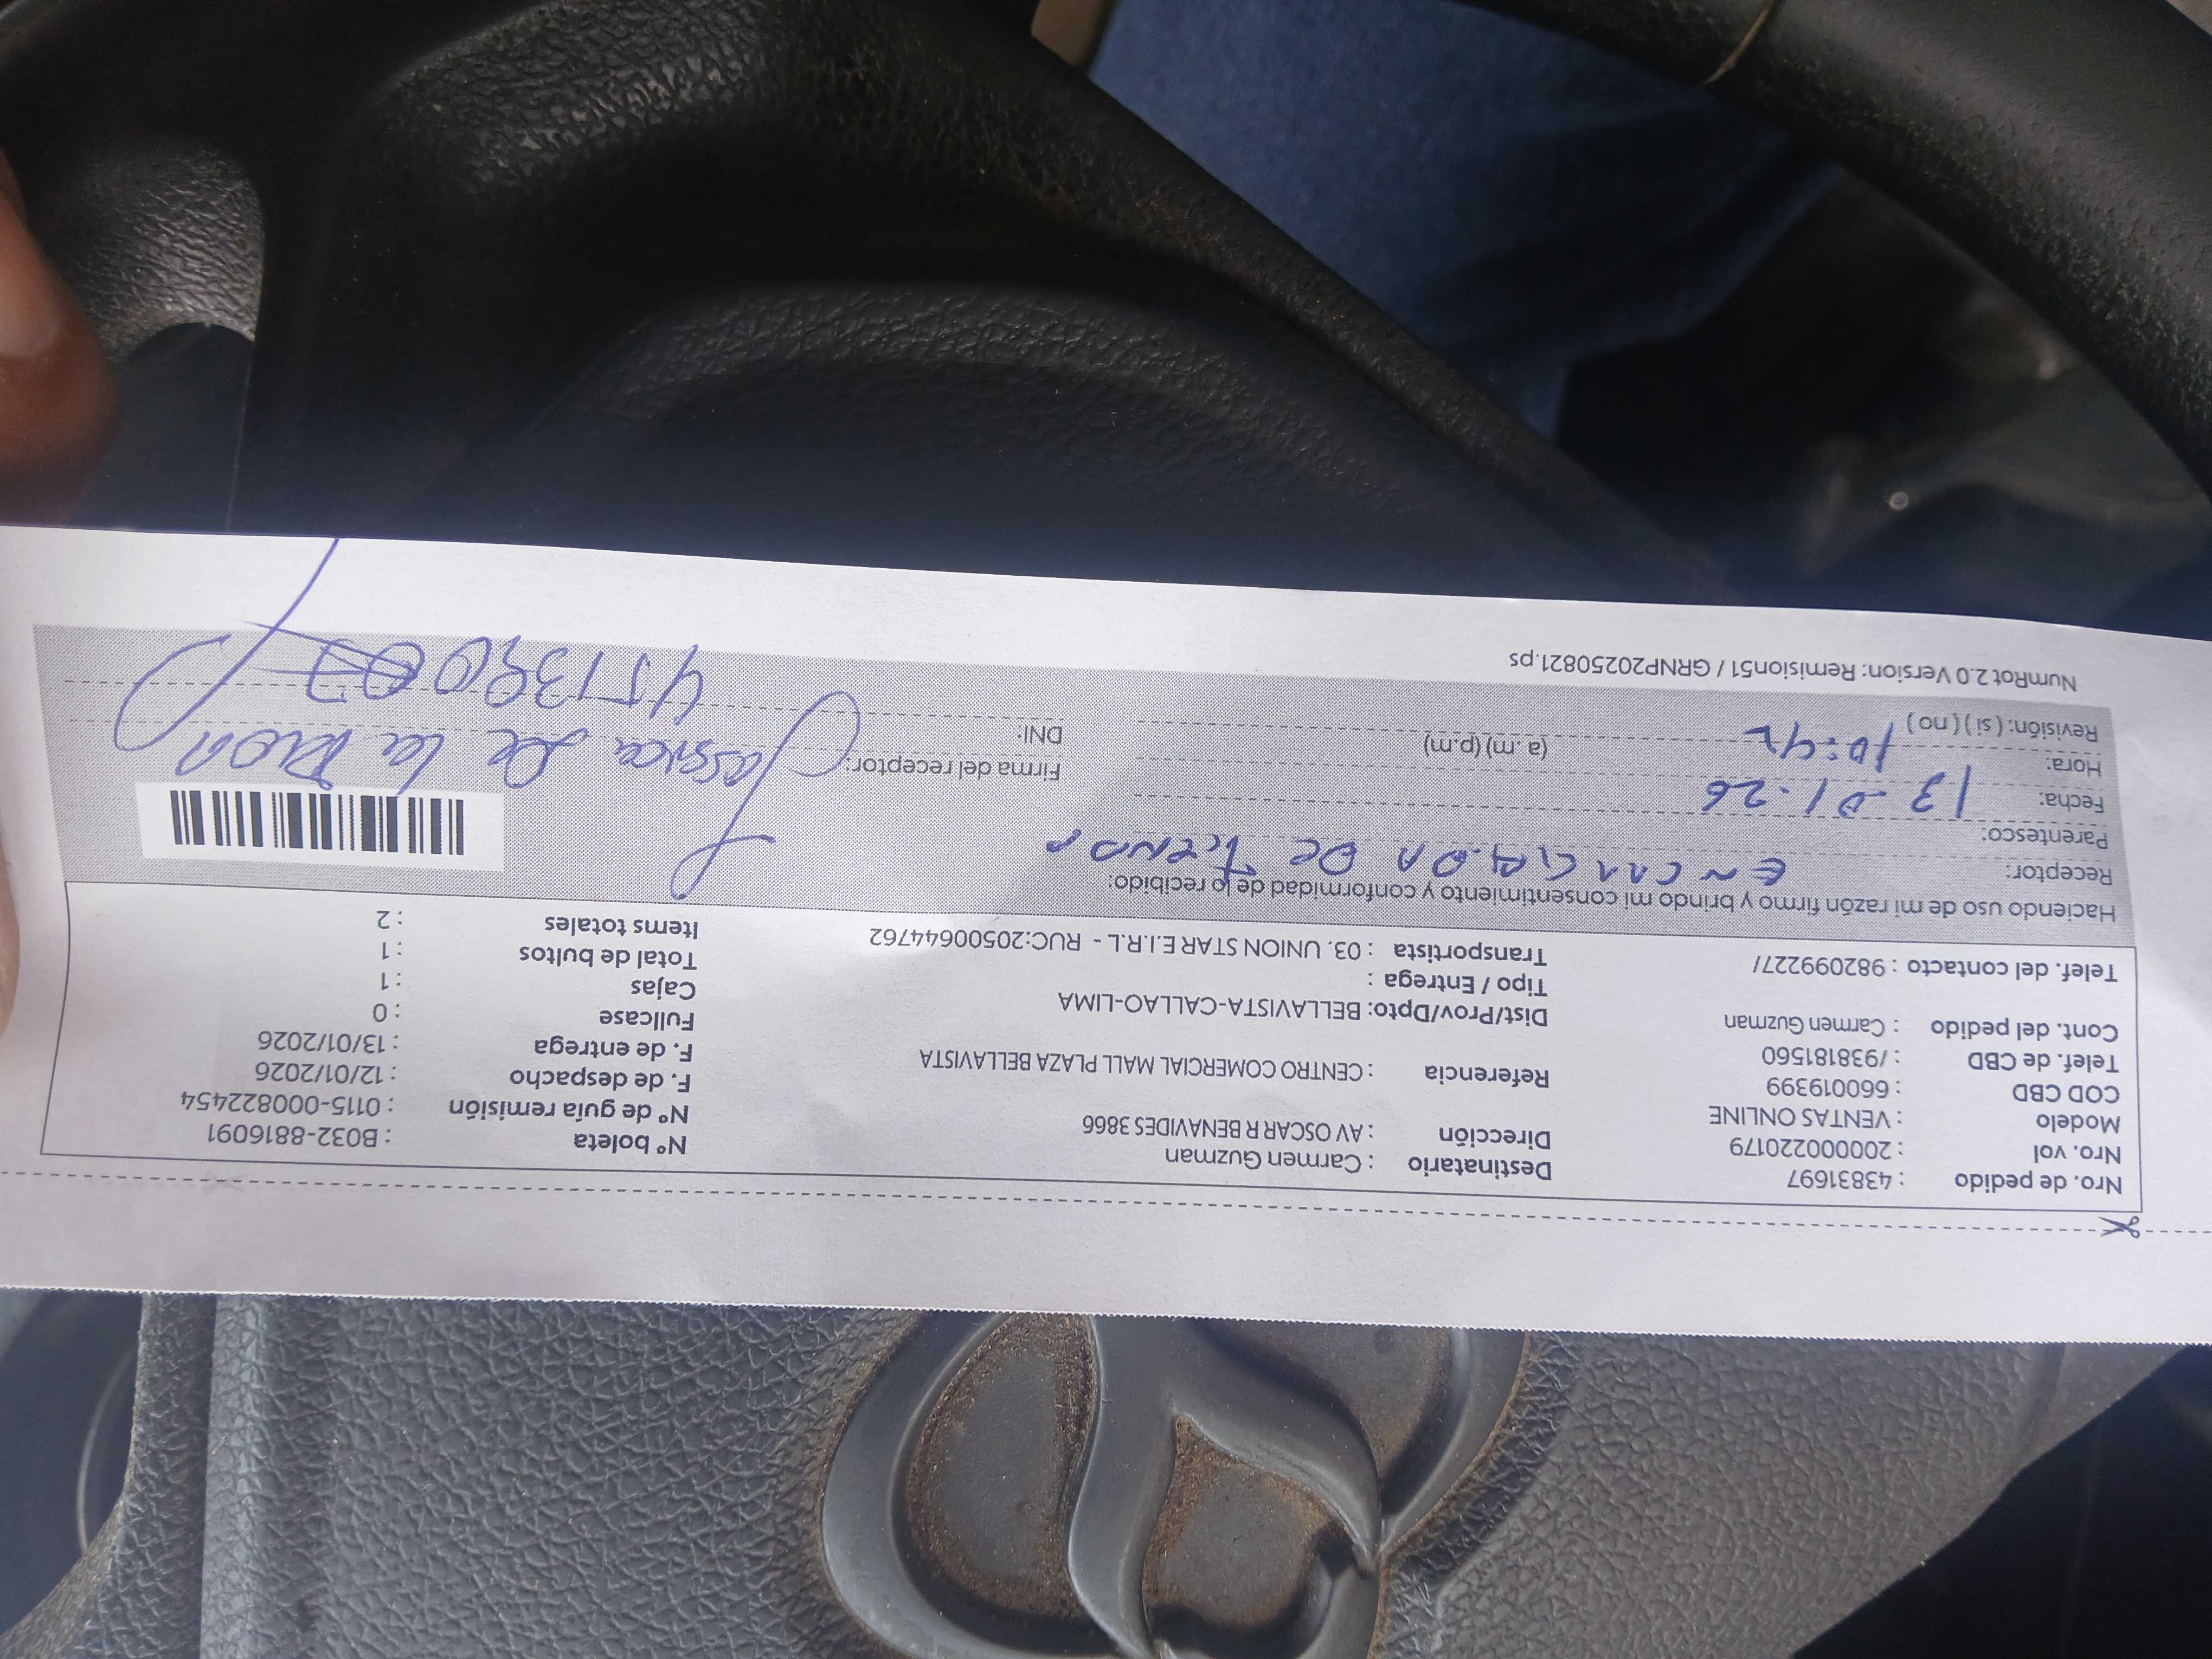 Nro. de pedido : 43831697
Nro. vol : 2000000220179
Modelo : VENTAS ONLINE
COD CBD : 660019399
Telef. de CBD : /938181560
Cont. del pedido : Carmen Guzman
Telef. del contacto : 982099227/
Destinatario : Carmen Guzman
Dirección : AV OSCAR R BENAVIDES 3866
Referencia : CENTRO COMERCIAL MALL PLAZA BELLAVISTA
Dist/Prov/Dpto: BELLAVISTA-CALLAO-LIMA
Tipo / Entrega :
Transportista : 03. UNION STAR E.I.R.L - RUC:20500644762
Nº boleta : B032-8816091
Nº de guía remisión : 0115-000822454
F. de despacho : 12/01/2026
F. de entrega : 13/01/2026
Fullcase : 0
Cajas : 1
Total de bultos : 1
Items totales : 2
Haciendo uso de mi razón firmo y brindo mi consentimiento y conformidad de lo recibido:
Receptor: ENCARGADA DE TIENDA
Parentesco:
Fecha: 13-01-26
Hora: 10:42 (a. m) (p.m)
Revisión: ( si ) ( no )
Firma del receptor: Jessica de la
DNI:
NumRot 2.0 Version: Remision51 / GRNP20250821.ps